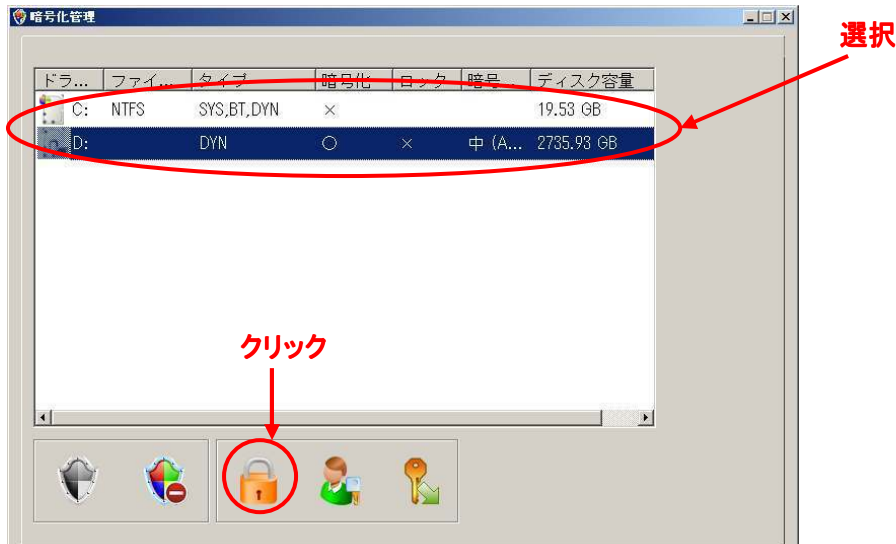 暗号化管理
選択
ドラ... ファイ... タイプ 暗号化 ロック 暗号... ディスク容量
C: NTFS SYS,BT,DYN × 19.53 GB
D: DYN ○ × 中 (A... 2735.93 GB
クリック